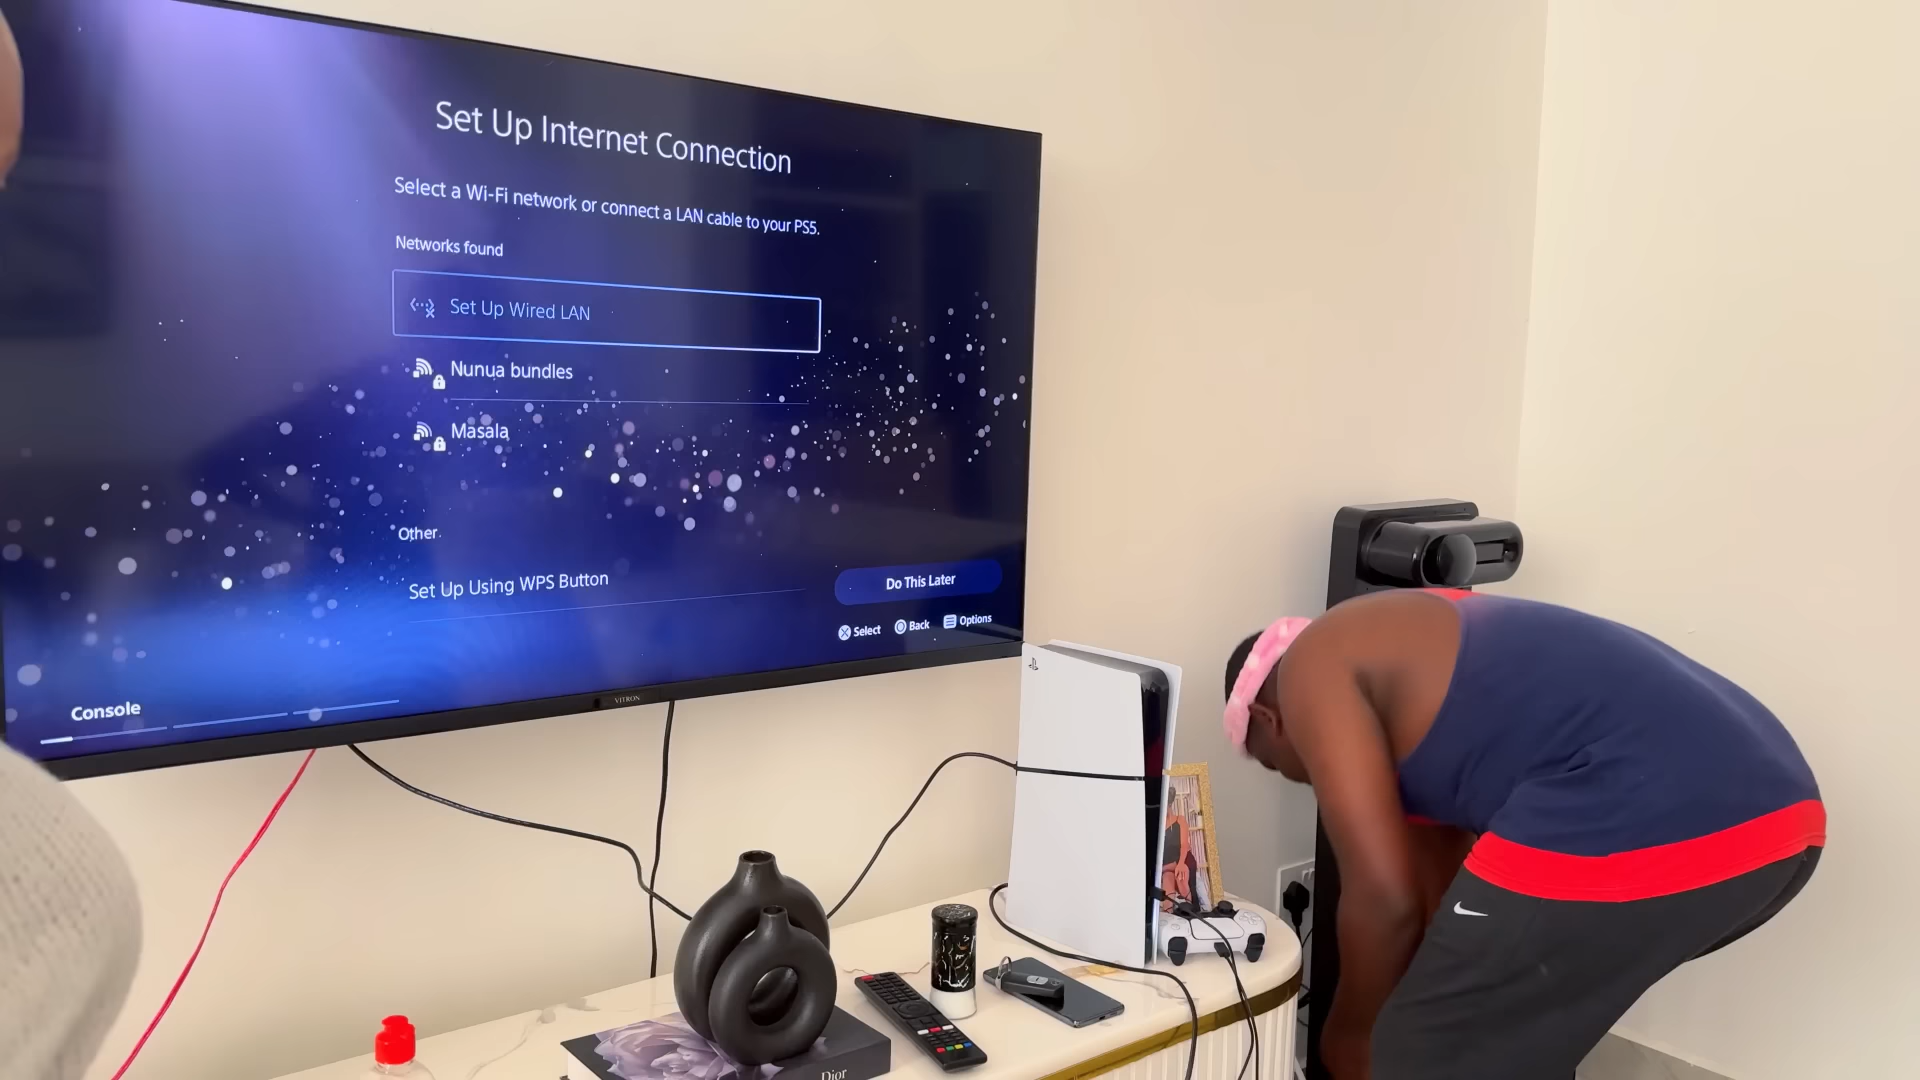 Set Up Internet Connection
Select a Wi-Fi network or connect a LAN cable to your PS5.
Networks found
Set Up Wired LAN
Nunua bundles
Masala
Other
Set Up Using WPS Button
Do This Later
Select Back Options
Console
VITRON
Dior